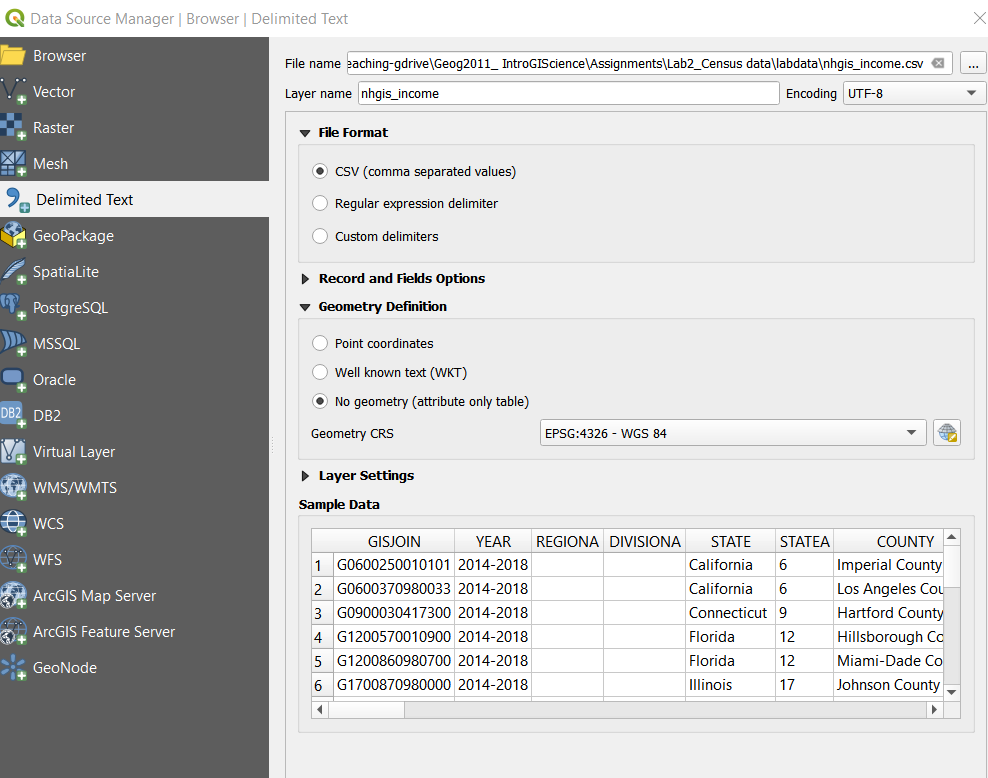 Data Source Manager | Browser | Delimited Text
Browser
Vector
Raster
Mesh
Delimited Text
GeoPackage
SpatiaLite
PostgreSQL
MSSQL
Oracle
DB2 DB2
Virtual Layer
WMS/WMTS
WCS
WFS
ArcGIS Map Server
ArcGIS Feature Server
GeoNode
File name eaching-gdrive\Geog2011_ IntroGIScience\Assignments\Lab2_Census data\labdata\nhgis_income.csv ...
Layer name nhgis_income Encoding UTF-8
File Format
CSV (comma separated values)
Regular expression delimiter
Custom delimiters
Record and Fields Options
Geometry Definition
Point coordinates
Well known text (WKT)
No geometry (attribute only table)
Geometry CRS EPSG:4326 - WGS 84
Layer Settings
Sample Data
GISJOIN YEAR REGIONA DIVISIONA STATE STATEA COUNTY
1 G0600250010101 2014-2018 California 6 Imperial County
2 G0600370980033 2014-2018 California 6 Los Angeles Cou
3 G0900030417300 2014-2018 Connecticut 9 Hartford County
4 G1200570010900 2014-2018 Florida 12 Hillsborough Co
5 G1200860980700 2014-2018 Florida 12 Miami-Dade Co
6 G1700870980000 2014-2018 Illinois 17 Johnson County